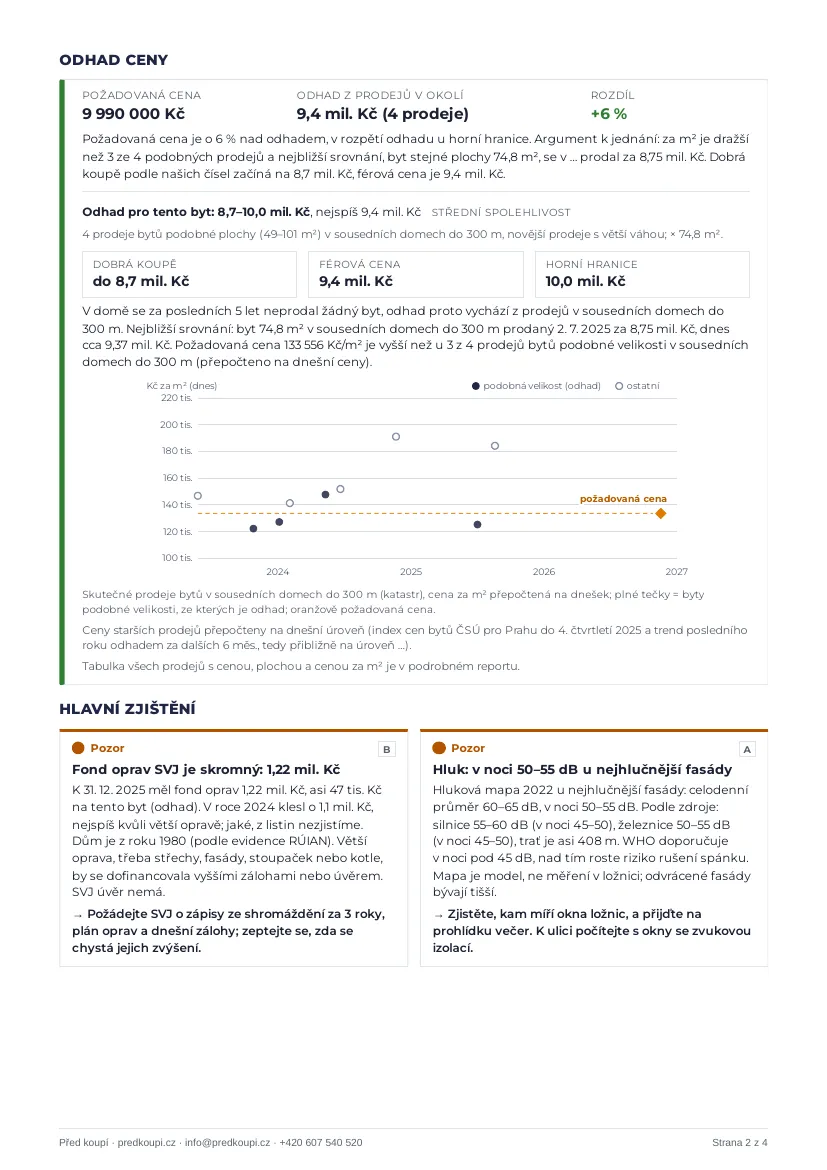 ODHAD CENY
POŽADOVANÁ CENA
9 990 000 Kč
ODHAD Z PRODEJŮ V OKOLÍ
9,4 mil. Kč (4 prodeje)
ROZDÍL
+6 %
Požadovaná cena je o 6 % nad odhadem, v rozpětí odhadu u horní hranice. Argument k jednání: za m² je dražší
než 3 ze 4 podobných prodejů a nejbližší srovnání, byt stejné plochy 74,8 m², se v ... prodal za 8,75 mil. Kč. Dobrá
koupě podle našich čísel začíná na 8,7 mil. Kč, férová cena je 9,4 mil. Kč.
Odhad pro tento byt: 8,7–10,0 mil. Kč, nejspíš 9,4 mil. Kč STŘEDNÍ SPOLEHLIVOST
4 prodeje bytů podobné plochy (49–101 m²) v sousedních domech do 300 m, novější prodeje s větší váhou; × 74,8 m².
DOBRÁ KOUPĚ
do 8,7 mil. Kč
FÉROVÁ CENA
9,4 mil. Kč
HORNÍ HRANICE
10,0 mil. Kč
V domě se za posledních 5 let neprodal žádný byt, odhad proto vychází z prodejů v sousedních domech do
300 m. Nejbližší srovnání: byt 74,8 m² v sousedních domech do 300 m prodaný 2. 7. 2025 za 8,75 mil. Kč, dnes
cca 9,37 mil. Kč. Požadovaná cena 133 556 Kč/m² je vyšší než u 3 z 4 prodejů bytů podobné velikosti v sousedních
domech do 300 m (přepočteno na dnešní ceny).
Kč za m² (dnes)
podobná velikost (odhad)
ostatní
220 tis.
200 tis.
180 tis.
160 tis.
140 tis.
120 tis.
100 tis.
požadovaná cena
2024
2025
2026
2027
Skutečné prodeje bytů v sousedních domech do 300 m (katastr), cena za m² přepočtená na dnešek; plné tečky = byty
podobné velikosti, ze kterých je odhad; oranžově požadovaná cena.
Ceny starších prodejů přepočteny na dnešní úroveň (index cen bytů ČSÚ pro Prahu do 4. čtvrtletí 2025 a trend posledního
roku odhadem za dalších 6 měs., tedy přibližně na úroveň ...).
Tabulka všech prodejů s cenou, plochou a cenou za m² je v podrobném reportu.
HLAVNÍ ZJIŠTĚNÍ
Pozor
B
Fond oprav SVJ je skromný: 1,22 mil. Kč
K 31. 12. 2025 měl fond oprav 1,22 mil. Kč, asi 47 tis. Kč
na tento byt (odhad). V roce 2024 klesl o 1,1 mil. Kč,
nejspíš kvůli větší opravě; jaké, z listin nezjistíme.
Dům je z roku 1980 (podle evidence RÚIAN). Větší
oprava, třeba střechy, fasády, stoupaček nebo kotle,
by se dofinancovala vyššími zálohami nebo úvěrem.
SVJ úvěr nemá.
→ Požádejte SVJ o zápisy ze shromáždění za 3 roky,
plán oprav a dnešní zálohy; zeptejte se, zda se
chystá jejich zvýšení.
Pozor
A
Hluk: v noci 50–55 dB u nejhlučnější fasády
Hluková mapa 2022 u nejhlučnější fasády: celodenní
průměr 60–65 dB, v noci 50–55 dB. Podle zdroje:
silnice 55–60 dB (v noci 45–50), železnice 50–55 dB
(v noci 45–50), trať je asi 408 m. WHO doporučuje
v noci pod 45 dB, nad tím roste riziko rušení spánku.
Mapa je model, ne měření v ložnici; odvrácené fasády
bývají tišší.
→ Zjistěte, kam míří okna ložnic, a přijďte na
prohlídku večer. K ulici počítejte s okny se zvukovou
izolací.
Před koupí · predkoupi.cz · info@predkoupi.cz · +420 607 540 520
Strana 2 z 4